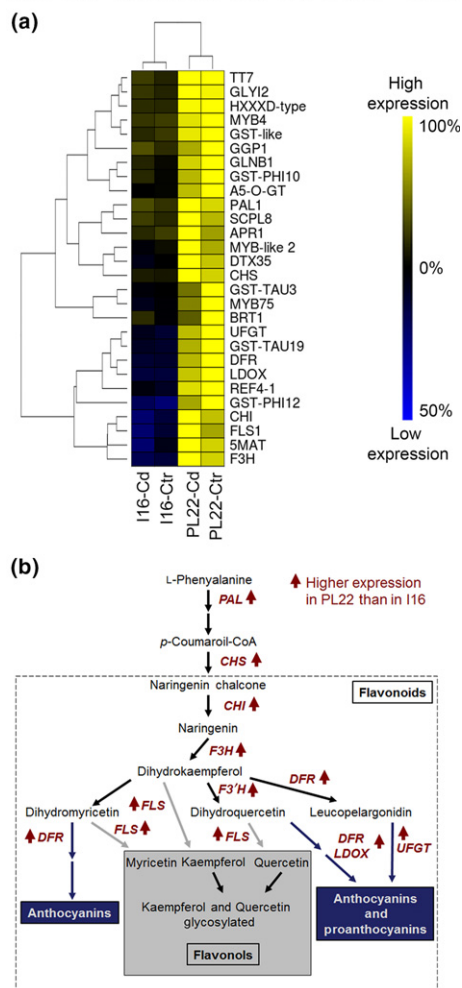 (a)
TT7
GLYI2
HXXXD-type
MYB4
GST-like
GGP1
GLNB1
GST-PHI10
A5-O-GT
PAL1
SCPL8
APR1
MYB-like 2
DTX35
CHS
GST-TAU3
MYB75
BRT1
UFGT
GST-TAU19
DFR
LDOX
REF4-1
GST-PHI12
CHI
FLS1
5MAT
F3H
I16-Cd
I16-Ctr
PL22-Cd
PL22-Ctr
High
expression
100%
0%
50%
Low
expression
(b)
L-Phenyalanine
PAL
Higher expression
in PL22 than in I16
p-Coumaroil-CoA
CHS
Naringenin chalcone
Flavonoids
CHI
Naringenin
F3H
Dihydrokaempferol
F3'H
DFR
Dihydromyricetin
FLS
Dihydroquercetin
Leucopelargonidin
DFR
FLS
FLS
DFR
LDOX
UFGT
Myricetin Kaempferol Quercetin
Anthocyanins
Kaempferol and Quercetin
glycosylated
Flavonols
Anthocyanins
and
proanthocyanins